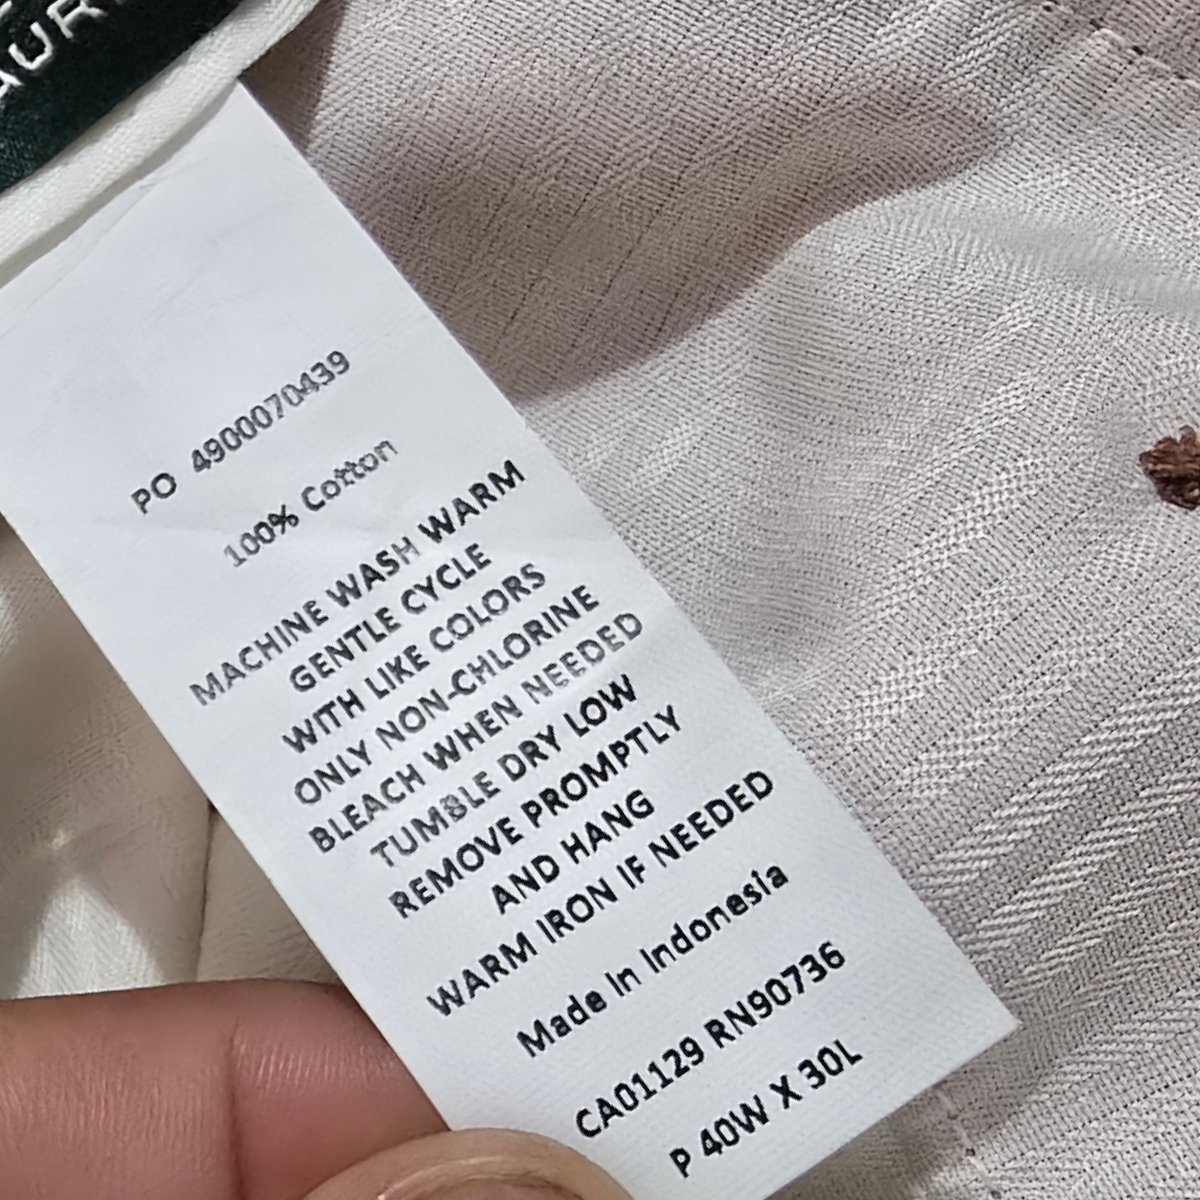 PO 4900070439
100% Cotton
MACHINE WASH WARM
GENTLE CYCLE
WITH LIKE COLORS
ONLY NON-CHLORINE
BLEACH WHEN NEEDED
TUMBLE DRY LOW
REMOVE PROMPTLY
AND HANG
WARM IRON IF NEEDED
Made In Indonesia
CA01129 RN90736
P 40W X 30L